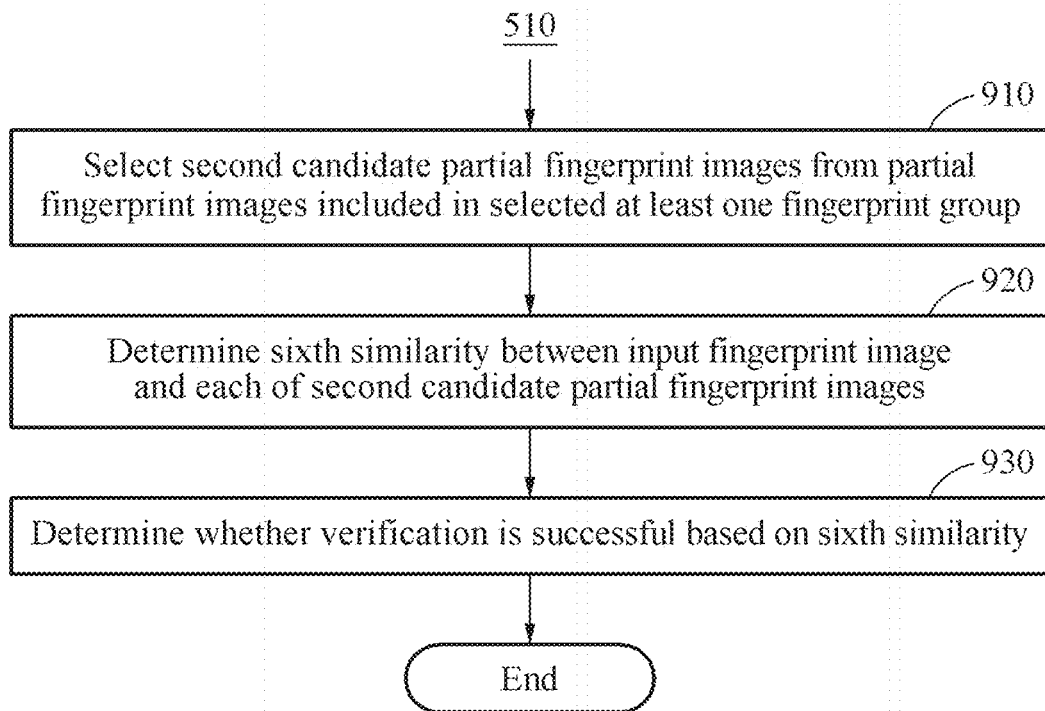 510
910
Select second candidate partial fingerprint images from partial
fingerprint images included in selected at least one fingerprint group
920
Determine sixth similarity between input fingerprint image
and each of second candidate partial fingerprint images
930
Determine whether verification is successful based on sixth similarity
End